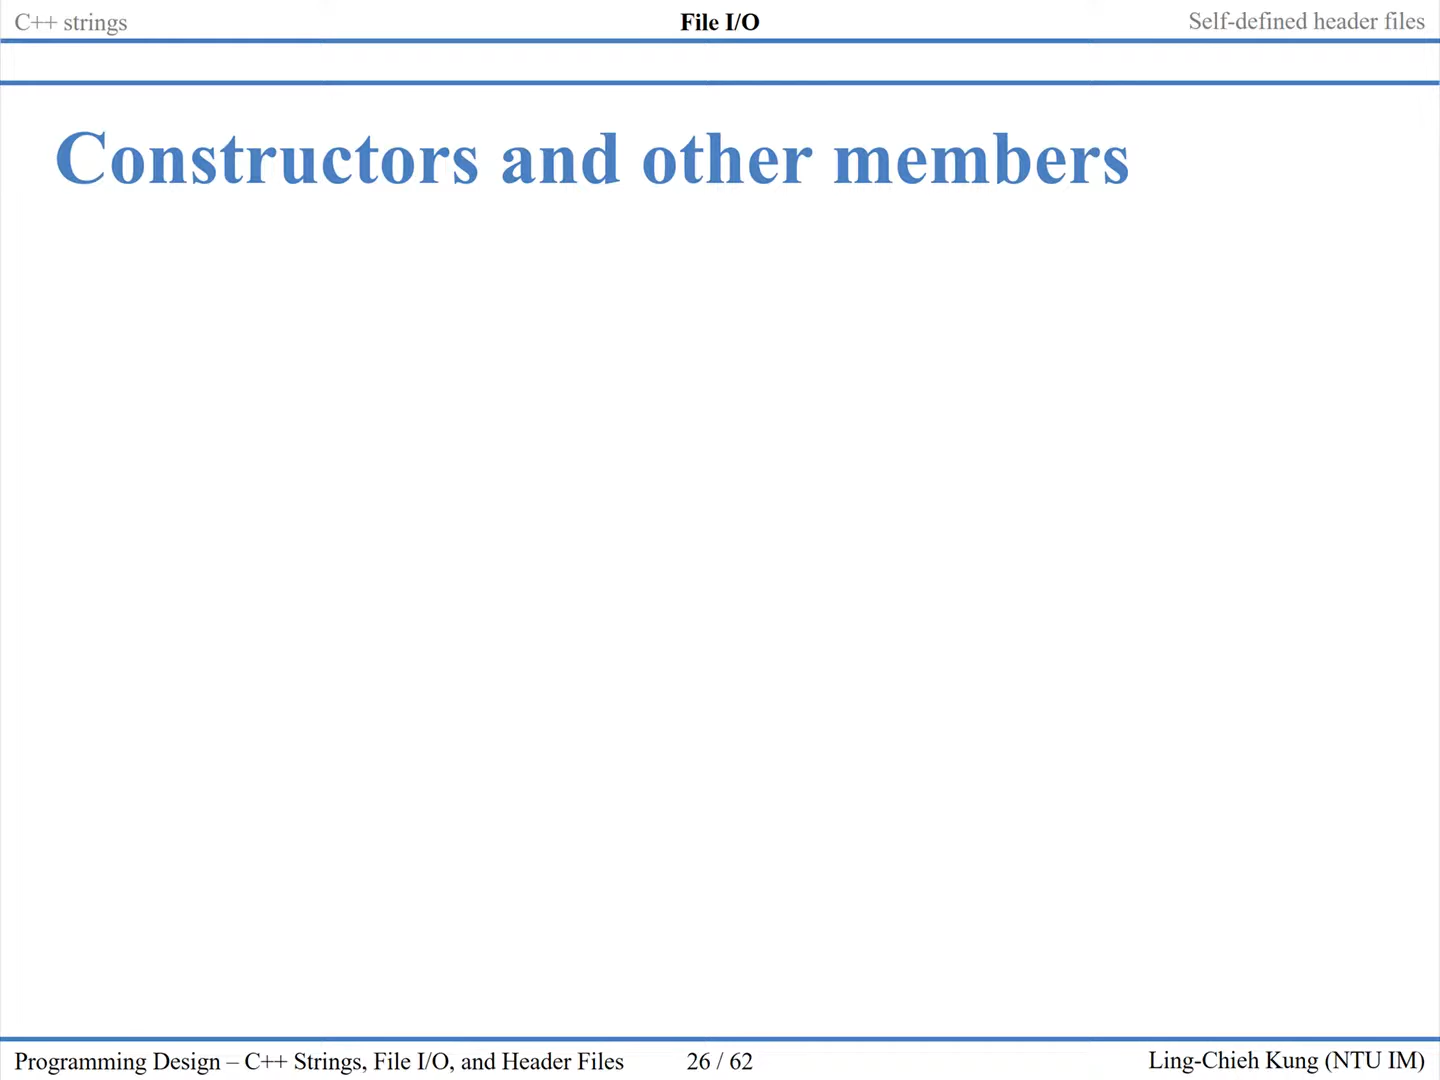 C++ strings
File I/O
Self-defined header files
Constructors and other members
Programming Design – C++ Strings, File I/O, and Header Files
26 / 62
Ling-Chieh Kung (NTU IM)